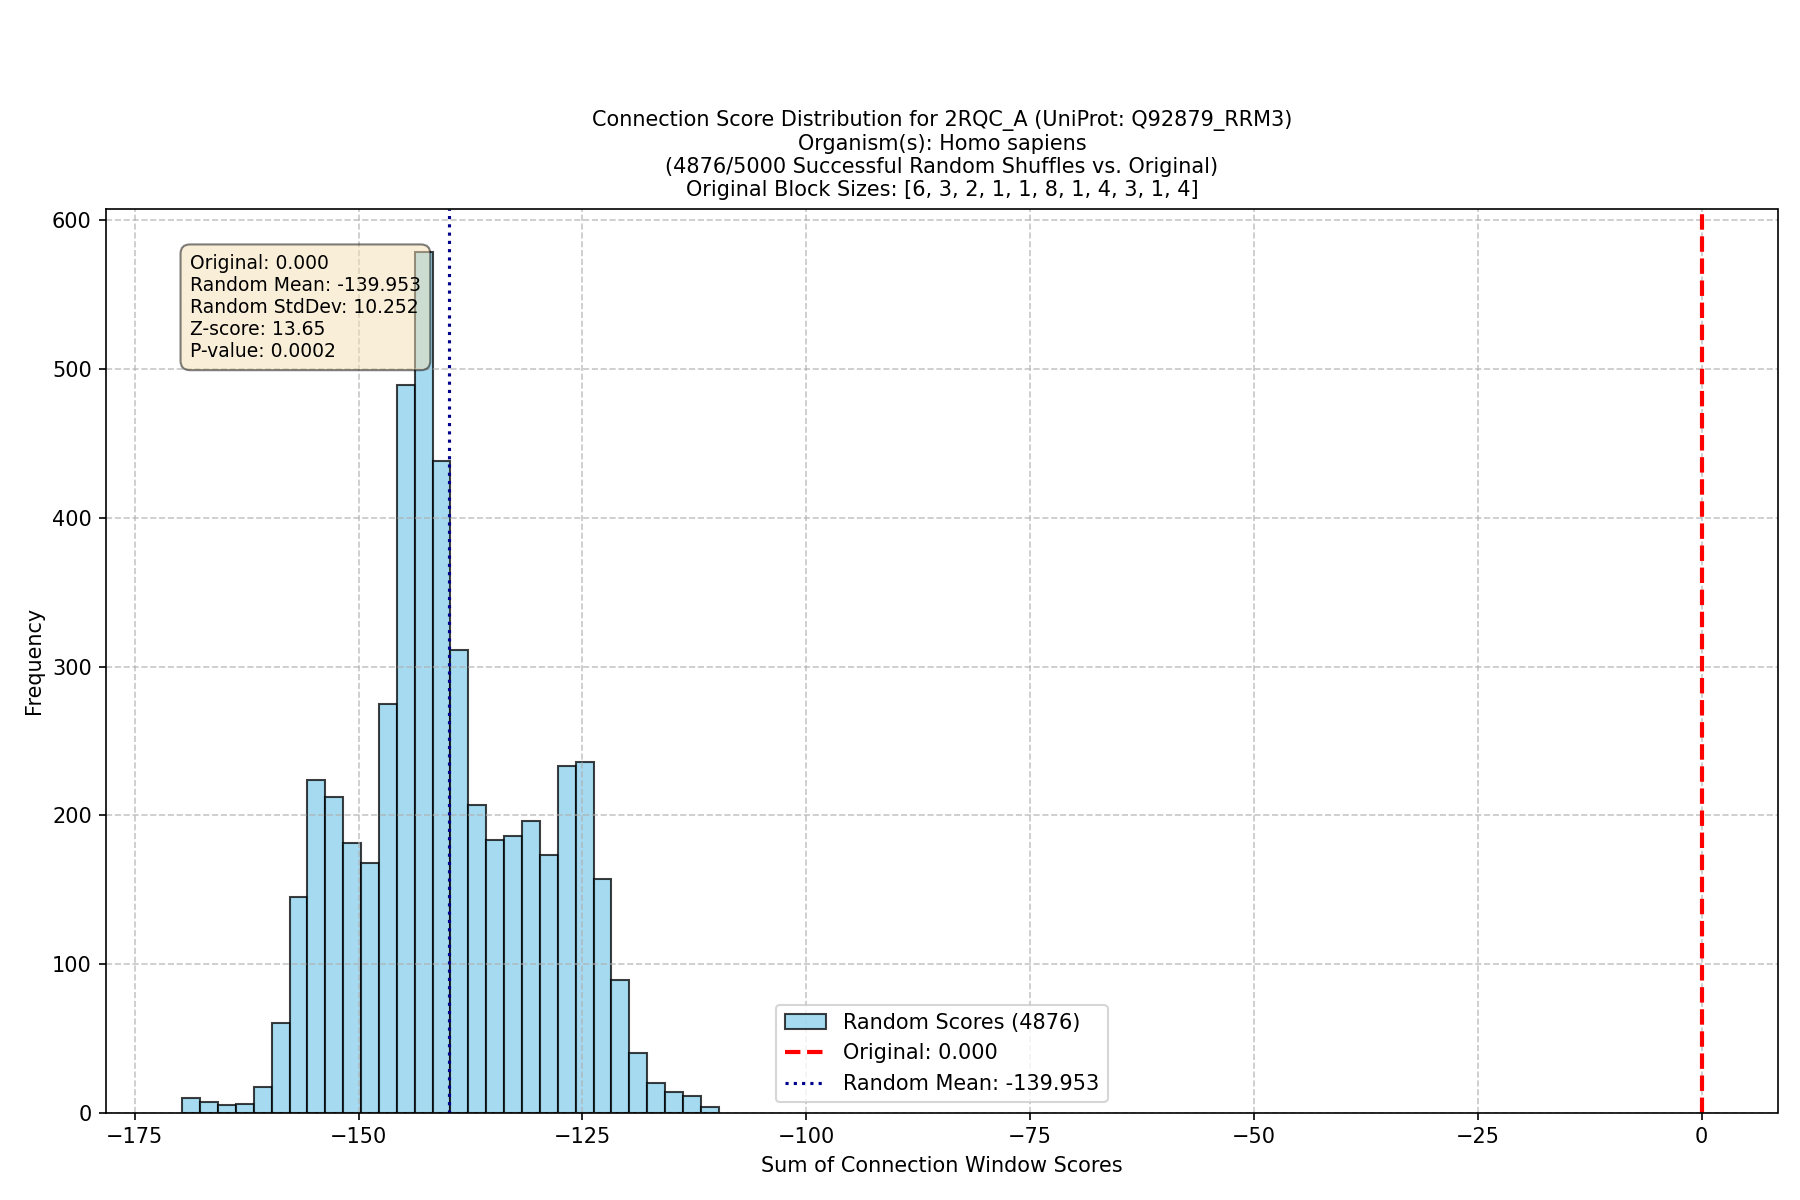 Connection Score Distribution for 2RQC_A (UniProt: Q92879_RRM3)
Organism(s): Homo sapiens
(4876/5000 Successful Random Shuffles vs. Original)
Original Block Sizes: [6, 3, 2, 1, 1, 8, 1, 4, 3, 1, 4]
Original: 0.000
Random Mean: -139.953
Random StdDev: 10.252
Z-score: 13.65
P-value: 0.0002
600
500
400
300
200
100
0
Frequency
Random Scores (4876)
Original: 0.000
Random Mean: -139.953
−175 −150 −125 −100 −75 −50 −25 0
Sum of Connection Window Scores